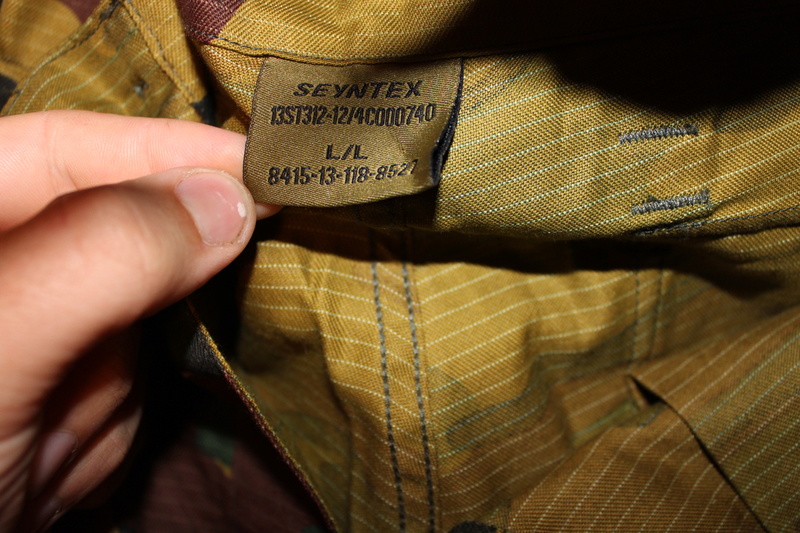 SEYNTEX
13ST312-12/4C000740
L/L
8415-13-118-8527